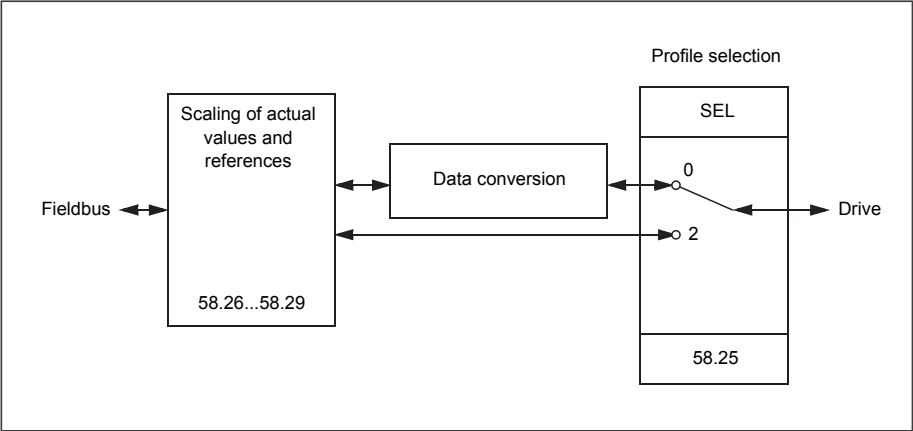 Profile selection
Scaling of actual
values and
references
SEL
Data conversion
0
Fieldbus
Drive
2
58.26...58.29
58.25